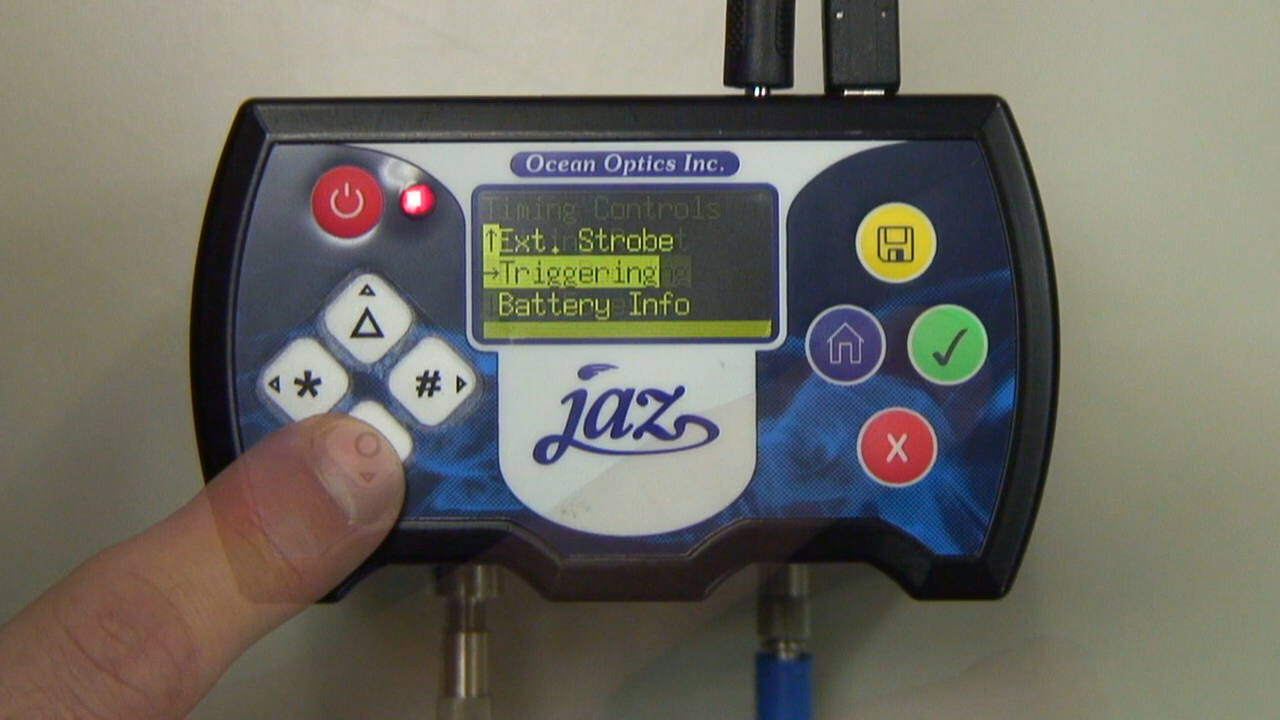 Ocean Optics Inc.
Timing Controls
↑Ext. Strobe
→Triggering
Battery Info
*
#
jaz
X